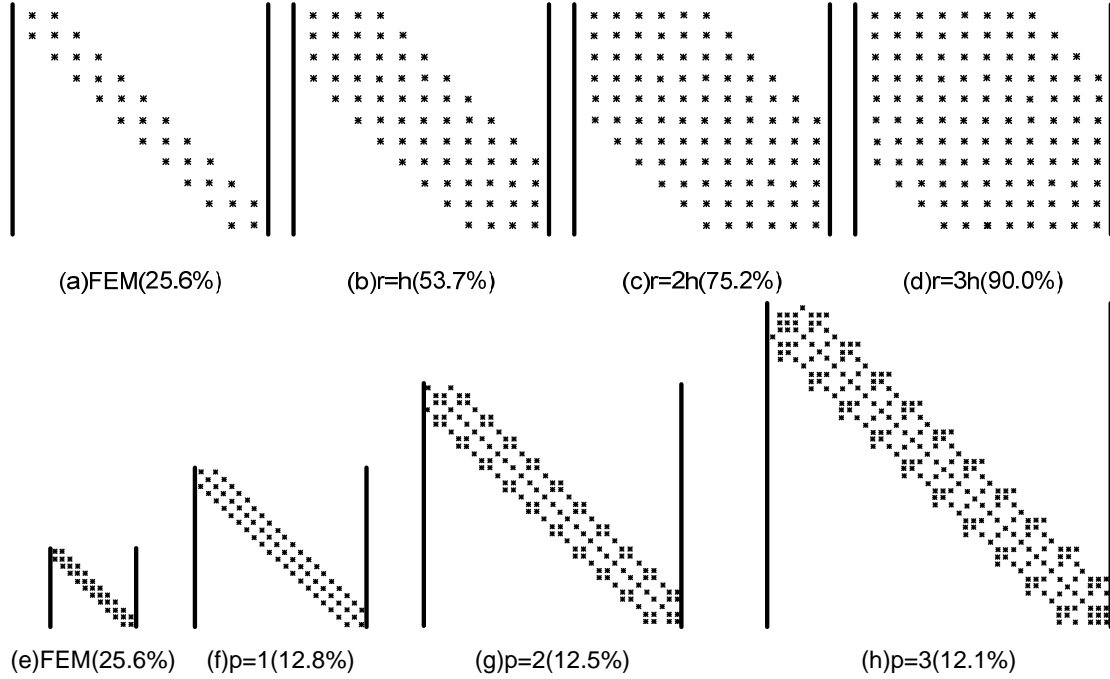 (a)FEM(25.6%)
(b)r=h(53.7%)
(c)r=2h(75.2%)
(d)r=3h(90.0%)
(e)FEM(25.6%)
(f)p=1(12.8%)
(g)p=2(12.5%)
(h)p=3(12.1%)